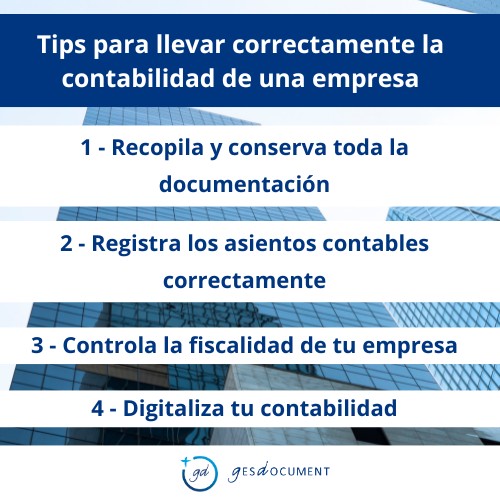 Tips para llevar correctamente la
contabilidad de una empresa
1 - Recopila y conserva toda la
documentación
2 - Registra los asientos contables
correctamente
3 - Controla la fiscalidad de tu empresa
4 - Digitaliza tu contabilidad
gd gesdocument